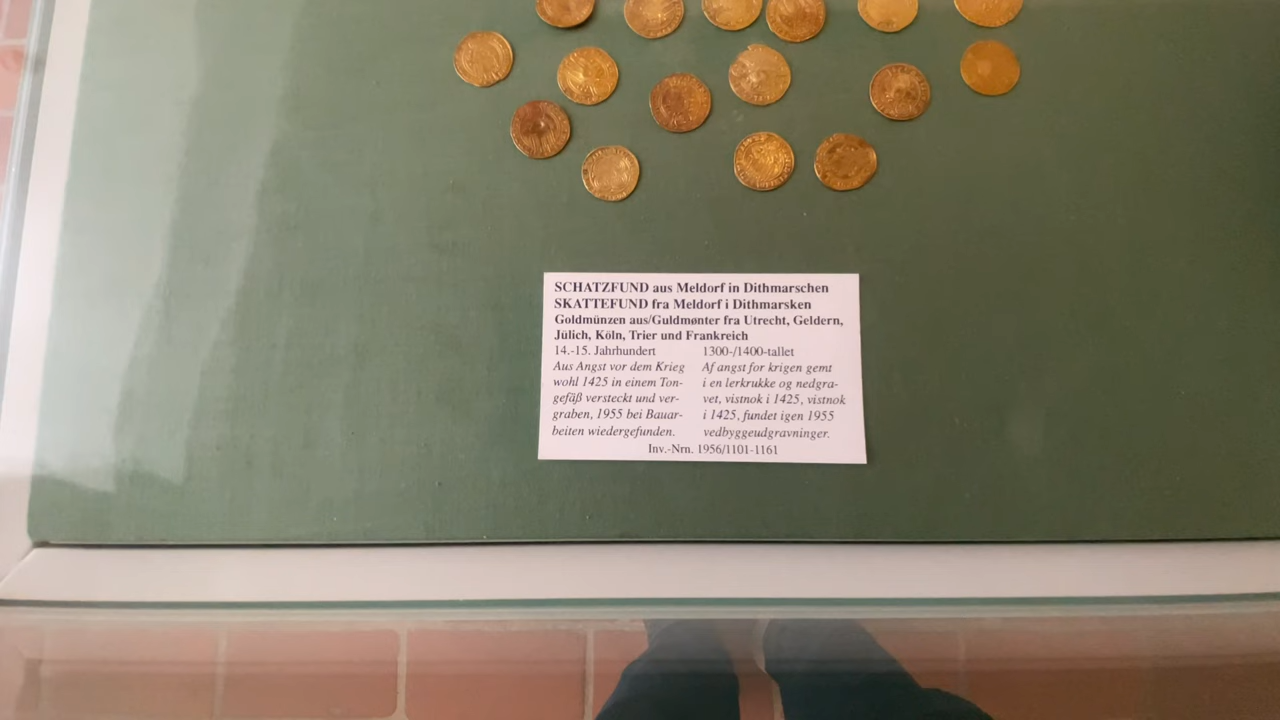 SCHATZFUND aus Meldorf in Dithmarschen
SKATTEFUND fra Meldorf i Dithmarsken
Goldmünzen aus/Guldmønter fra Utrecht, Geldern,
Jülich, Köln, Trier und Frankreich
14.-15. Jahrhundert
Aus Angst vor dem Krieg
wohl 1425 in einem Ton-
gefäß versteckt und ver-
graben, 1955 bei Bauar-
beiten wiedergefunden.
1300-/1400-tallet
Af angst for krigen gemt
i en lerkrukke og nedgra-
vet, vistnok i 1425, vistnok
i 1425, fundet igen 1955
vedbyggeudgravninger.
Inv.-Nrn. 1956/1101-1161